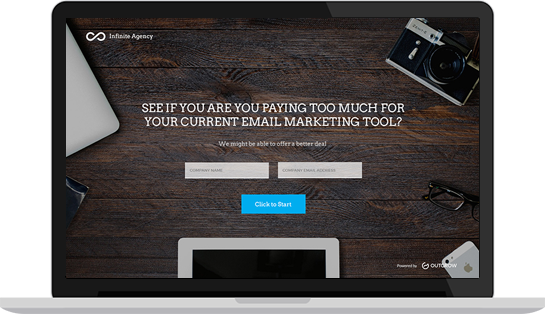 Infinite Agency
SEE IF YOU ARE YOU PAYING TOO MUCH FOR
YOUR CURRENT EMAIL MARKETING TOOL?
We might be able to offer a better deal
COMPANY NAME
COMPANY EMAIL ADDRESS
Click to Start
Powered by OUTGROW